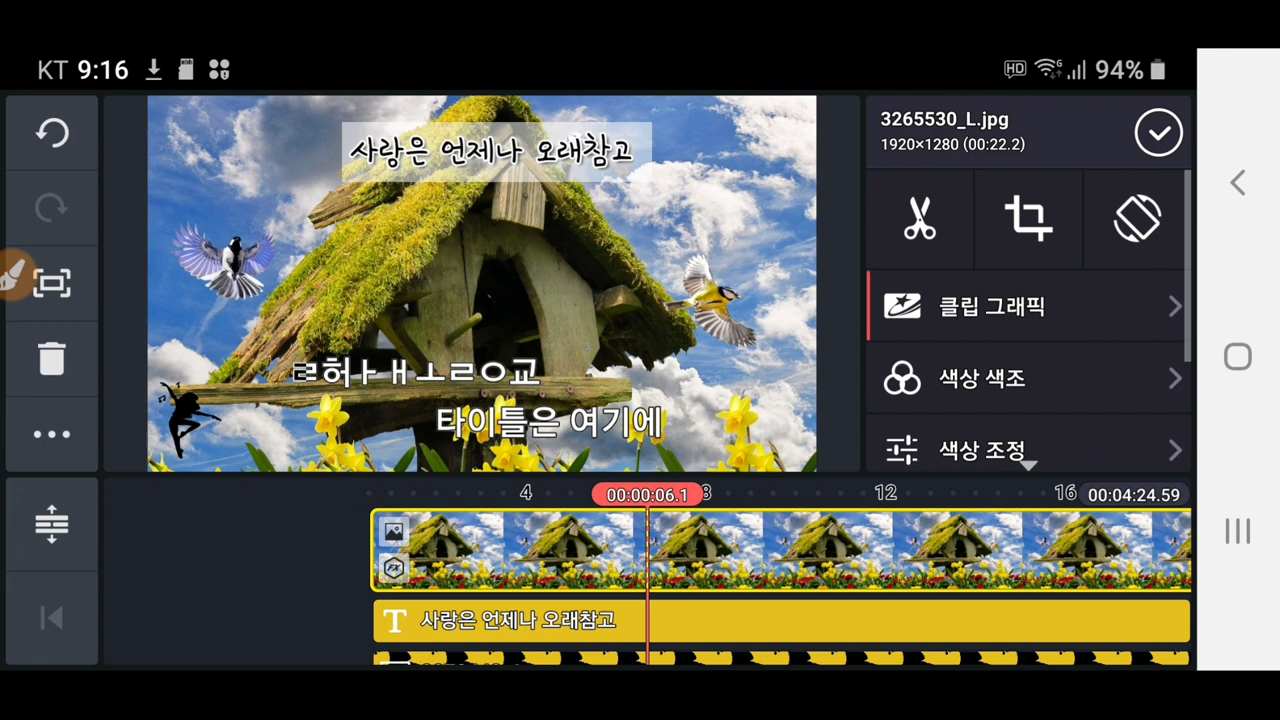 KT 9:16
HD 94%
사랑은 언제나 오래참고
ㄹ허ㅏㅐㅗㄹㅇ교
타이틀은 여기에
3265530_L.jpg
1920×1280 (00:22.2)
클립 그래픽
색상 색조
색상 조정
4 00:00:06.1 8 12 16 00:04:24.59
FX
T 사랑은 언제나 오래참고